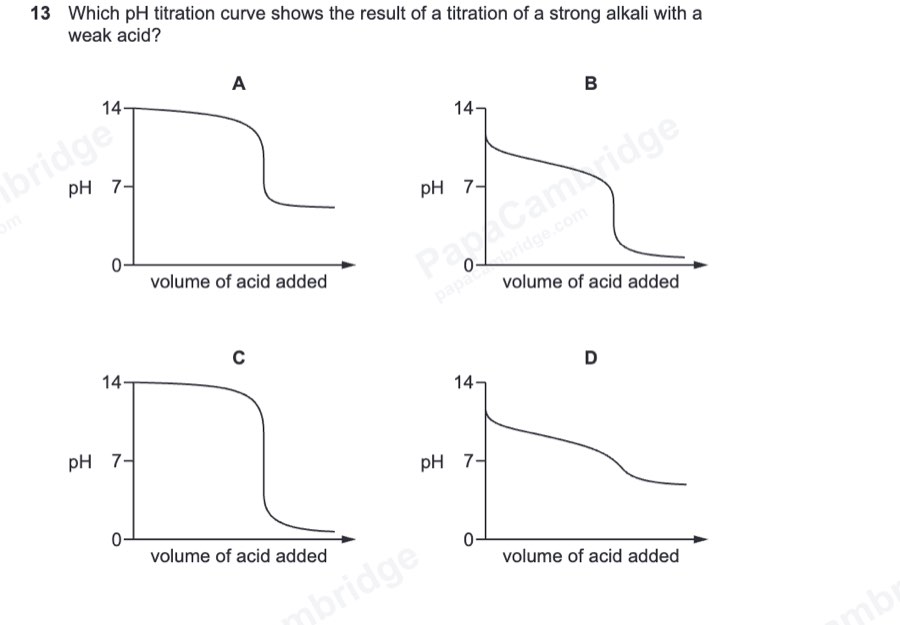 13 Which pH titration curve shows the result of a titration of a strong alkali with a
weak acid?
A
14
pH 7
0
volume of acid added
B
14
pH 7
0
volume of acid added
C
14
pH 7
0
volume of acid added
D
14
pH 7
0
volume of acid added
PapaCambridge